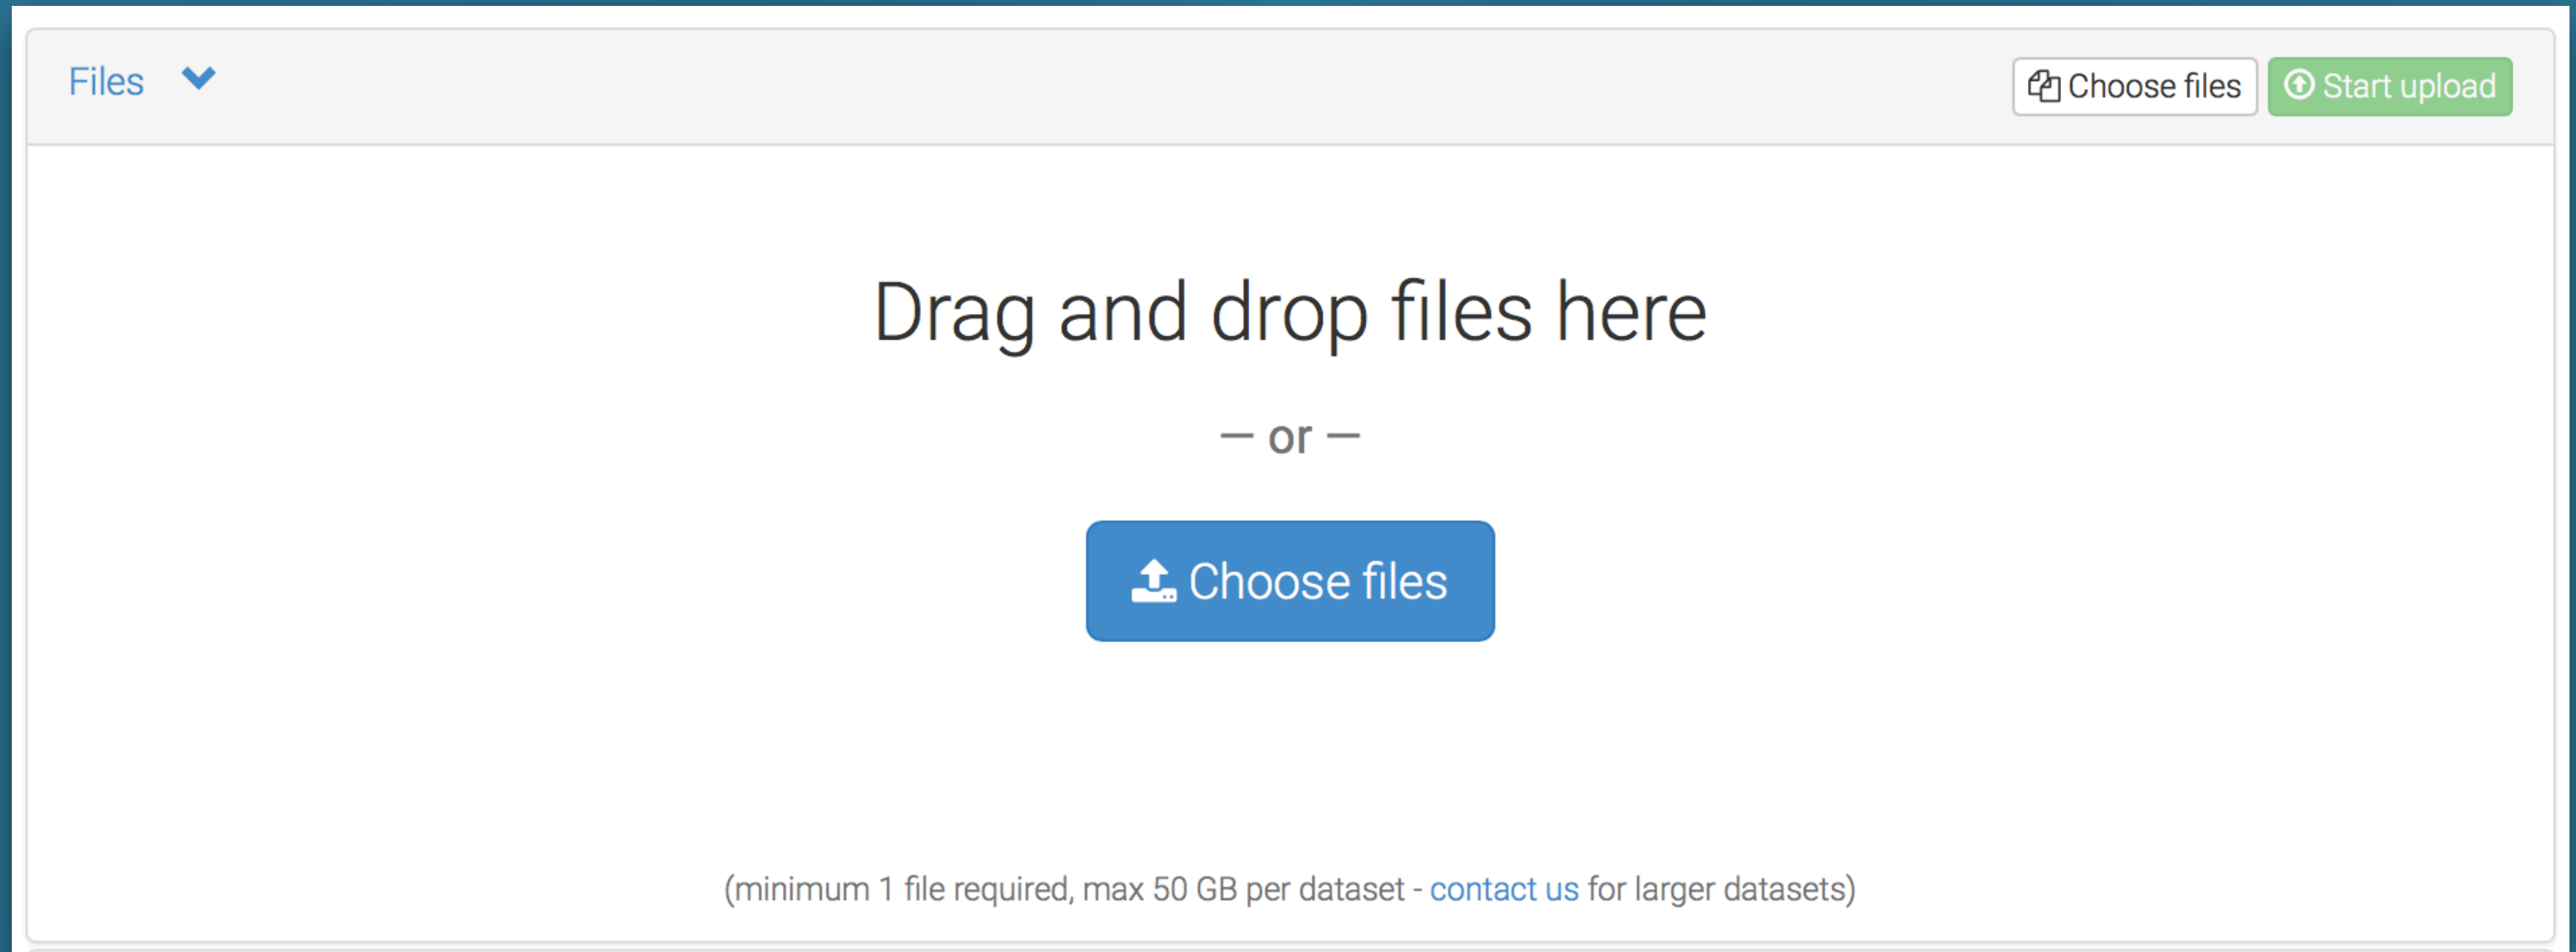 Files
Choose files
Start upload
Drag and drop files here
— or —
Choose files
(minimum 1 file required, max 50 GB per dataset - contact us for larger datasets)